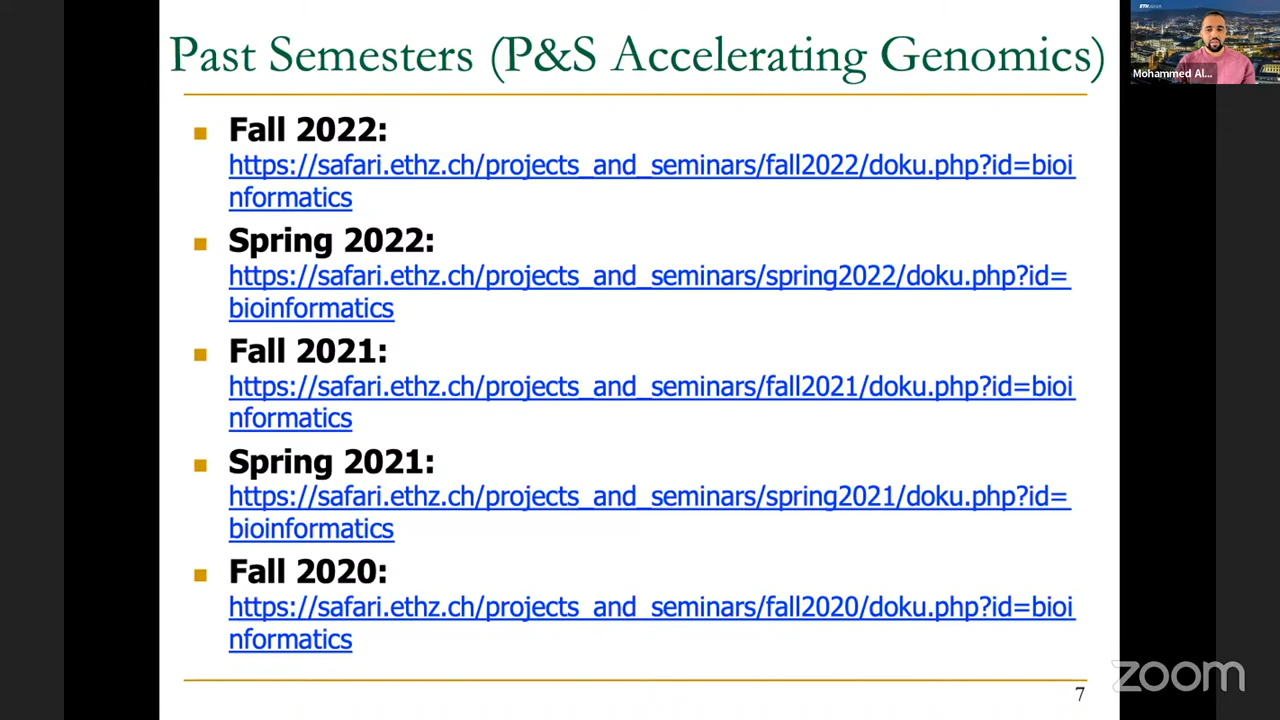 Past Semesters (P&S Accelerating Genomics)
Fall 2022:
https://safari.ethz.ch/projects_and_seminars/fall2022/doku.php?id=bioi
nformatics
Spring 2022:
https://safari.ethz.ch/projects_and_seminars/spring2022/doku.php?id=
bioinformatics
Fall 2021:
https://safari.ethz.ch/projects_and_seminars/fall2021/doku.php?id=bioi
nformatics
Spring 2021:
https://safari.ethz.ch/projects_and_seminars/spring2021/doku.php?id=
bioinformatics
Fall 2020:
https://safari.ethz.ch/projects_and_seminars/fall2020/doku.php?id=bioi
nformatics
7
ETH
Mohammed Al...
zoom